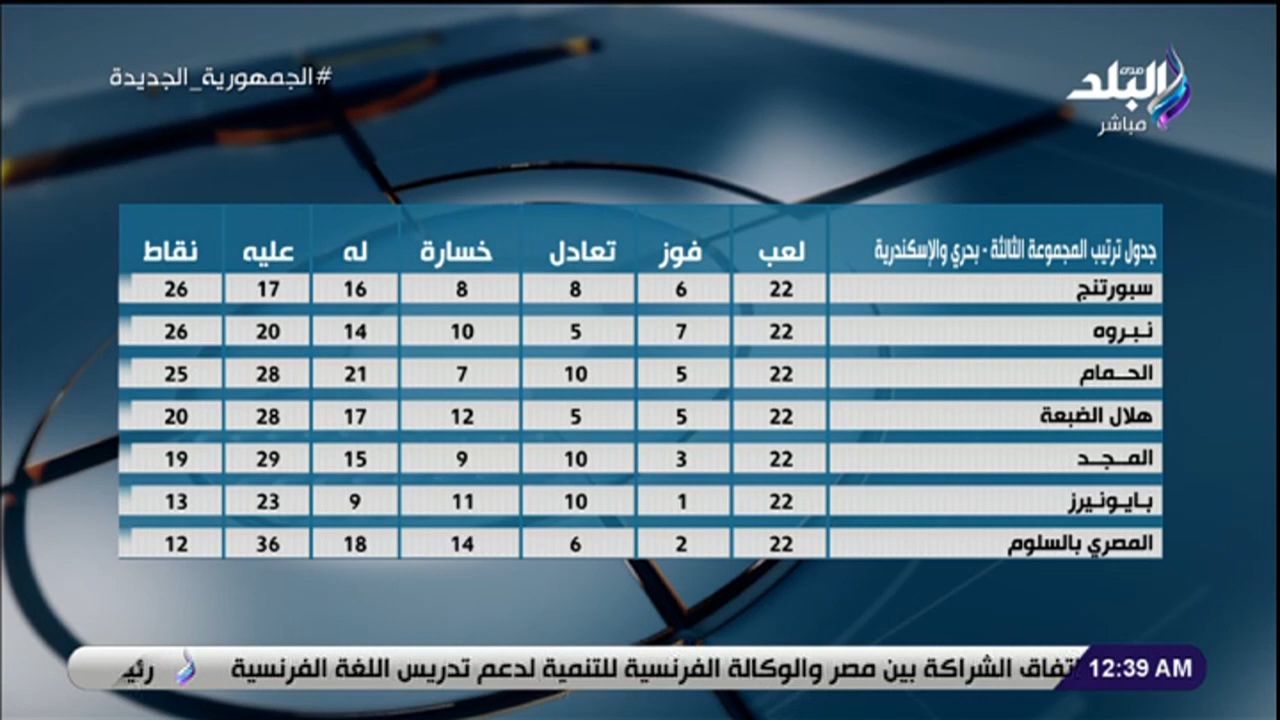 #الجمهورية_الجديدة
صدى البلد
مباشر
جدول ترتيب المجموعة الثالثة - بحري والإسكندرية لعب فوز تعادل خسارة له عليه نقاط
سبورتنج 22 6 8 8 16 17 26
نبروه 22 7 5 10 14 20 26
الحمام 22 5 10 7 21 28 25
هلال الضبعة 22 5 5 12 17 28 20
المجد 22 3 10 9 15 29 19
بايونيرز 22 1 10 11 9 23 13
المصري بالسلوم 22 2 6 14 18 36 12
12:39 AM إتفاق الشراكة بين مصر والوكالة الفرنسية للتنمية لدعم تدريس اللغة الفرنسية